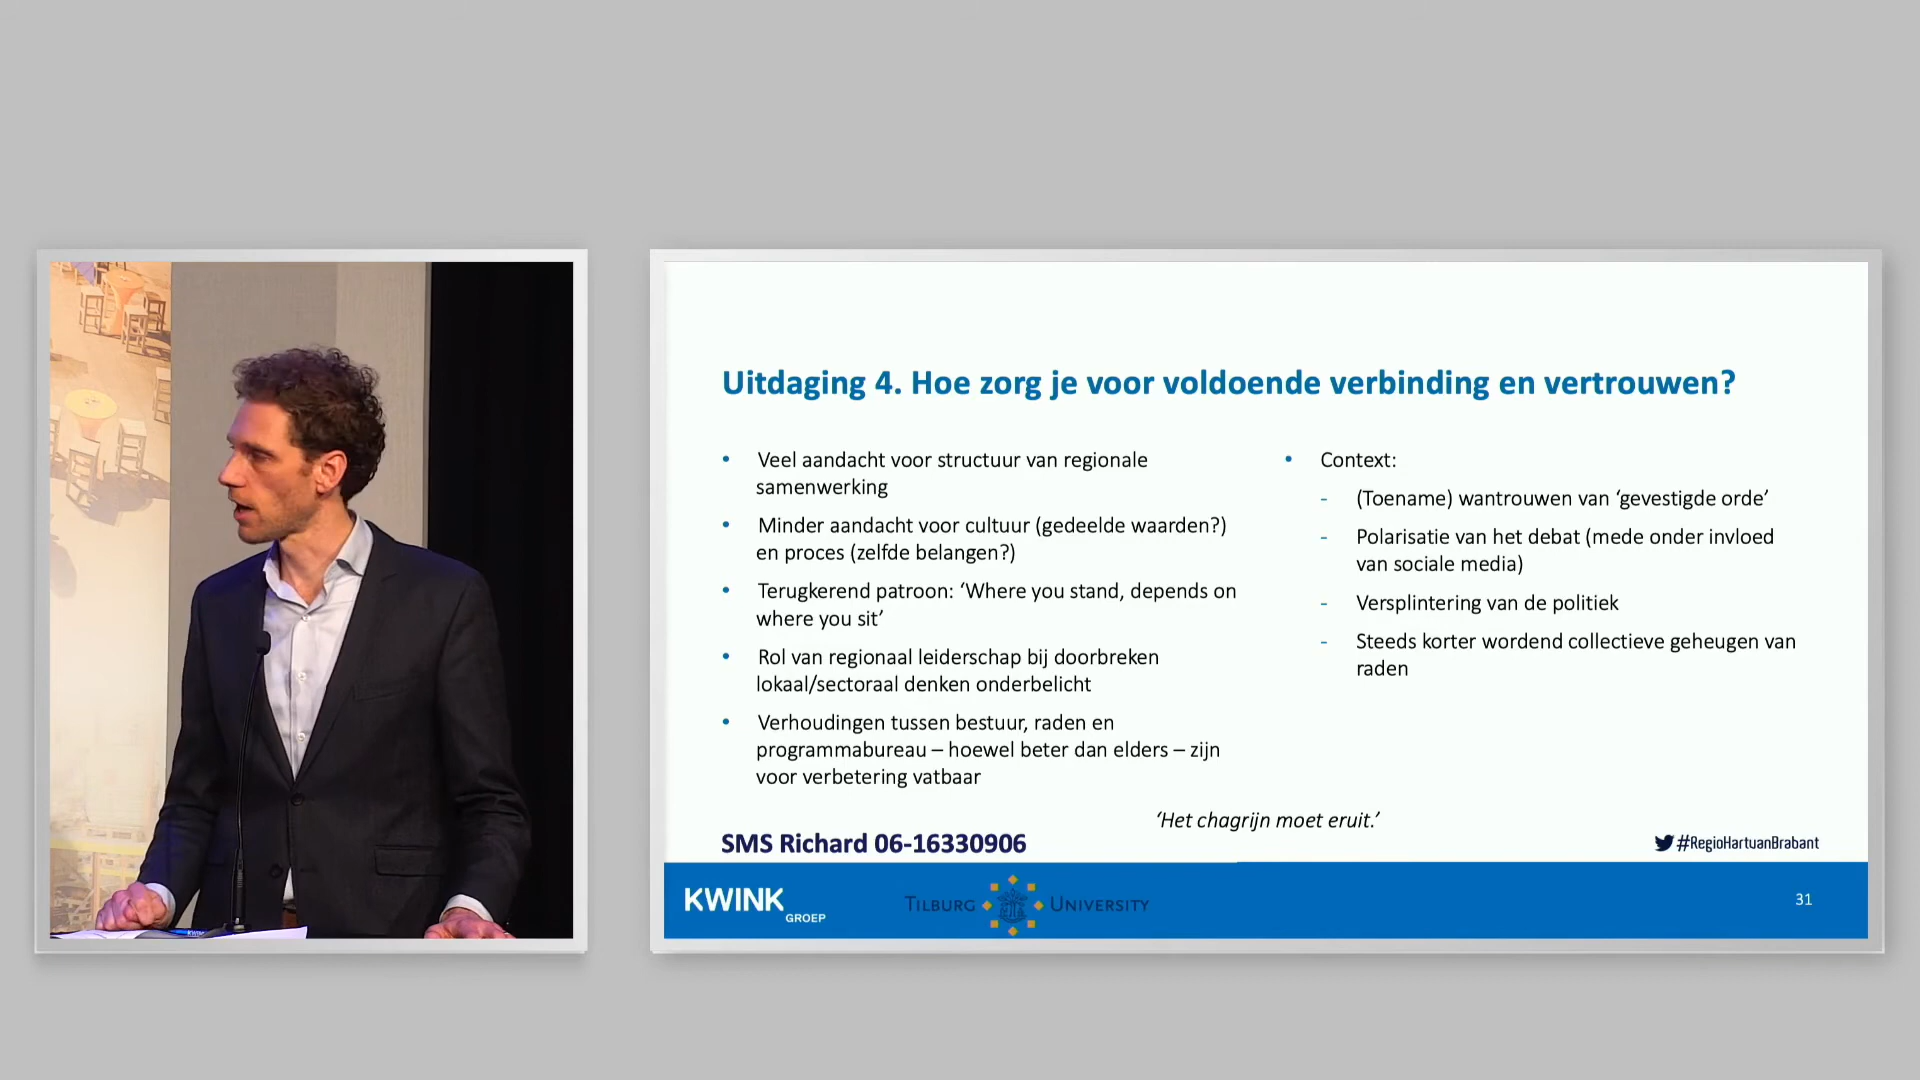 Uitdaging 4. Hoe zorg je voor voldoende verbinding en vertrouwen?
• Veel aandacht voor structuur van regionale
samenwerking
• Minder aandacht voor cultuur (gedeelde waarden?)
en proces (zelfde belangen?)
• Terugkerend patroon: ‘Where you stand, depends on
where you sit’
• Rol van regionaal leiderschap bij doorbreken
lokaal/sectoraal denken onderbelicht
• Verhoudingen tussen bestuur, raden en
programmabureau – hoewel beter dan elders – zijn
voor verbetering vatbaar
• Context:
- (Toename) wantrouwen van ‘gevestigde orde’
- Polarisatie van het debat (mede onder invloed
van sociale media)
- Versplintering van de politiek
- Steeds korter wordend collectieve geheugen van
raden
‘Het chagrijn moet eruit.’
SMS Richard 06-16330906
#RegioHartvanBrabant
KWINK
GROEP
TILBURG UNIVERSITY
31
KWINK